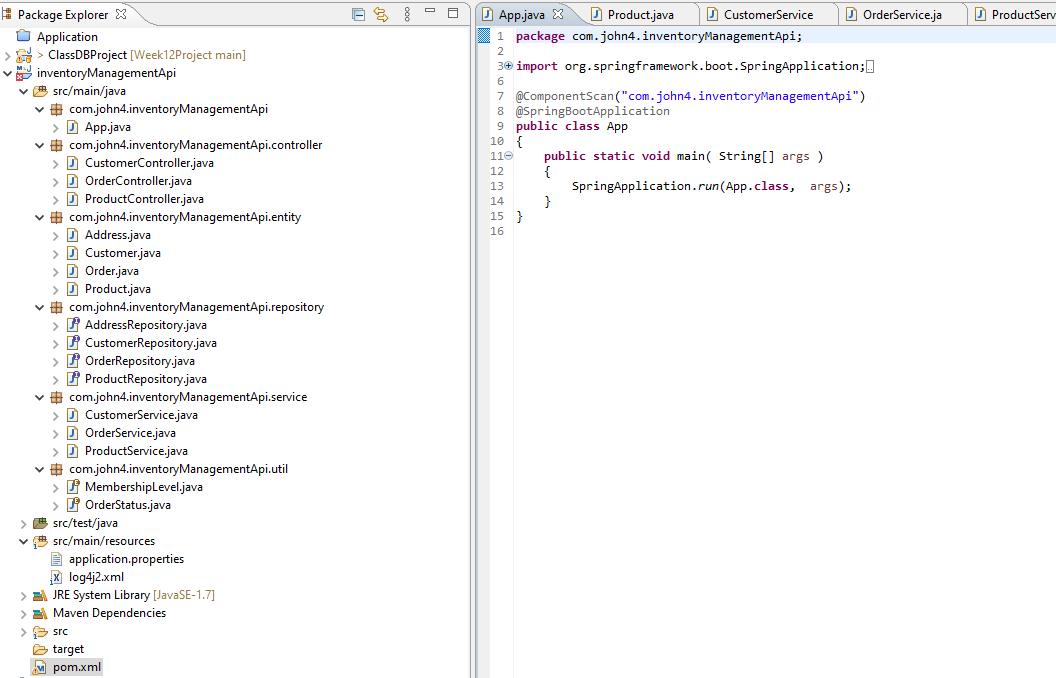 Package Explorer
Application
> ClassDBProject [Week12Project main]
inventoryManagementApi
src/main/java
com.john4.inventoryManagementApi
App.java
com.john4.inventoryManagementApi.controller
CustomerController.java
OrderController.java
ProductController.java
com.john4.inventoryManagementApi.entity
Address.java
Customer.java
Order.java
Product.java
com.john4.inventoryManagementApi.repository
AddressRepository.java
CustomerRepository.java
OrderRepository.java
ProductRepository.java
com.john4.inventoryManagementApi.service
CustomerService.java
OrderService.java
ProductService.java
com.john4.inventoryManagementApi.util
MembershipLevel.java
OrderStatus.java
src/test/java
src/main/resources
application.properties
log4j2.xml
JRE System Library [JavaSE-1.7]
Maven Dependencies
src
target
pom.xml
App.java Product.java CustomerService OrderService.ja ProductServ
1 package com.john4.inventoryManagementApi;
2
3 import org.springframework.boot.SpringApplication;
6
7 @ComponentScan("com.john4.inventoryManagementApi")
8 @SpringBootApplication
9 public class App
10 {
11 public static void main( String[] args )
12 {
13 SpringApplication.run(App.class, args);
14 }
15 }
16